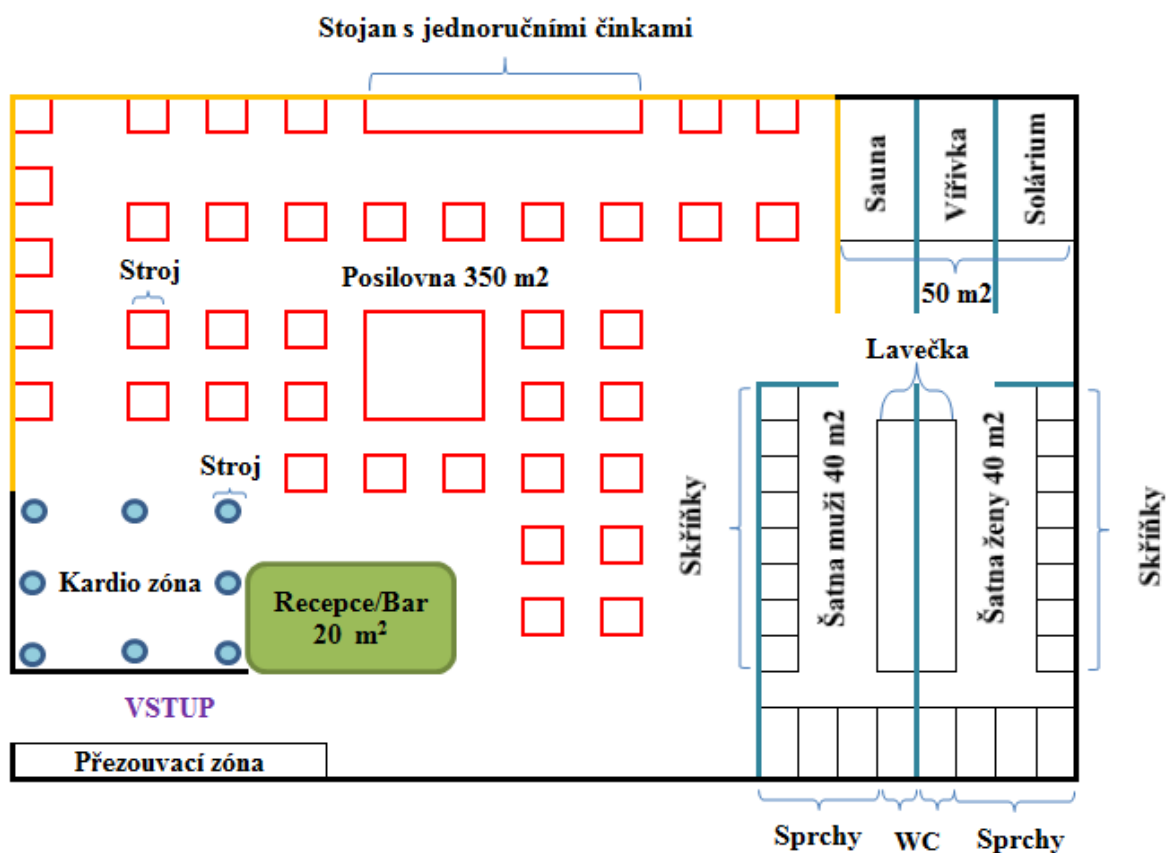 Stojan s jednoručními činkami
Sauna
Vířivka
Solárium
Stroj
Posilovna 350 m2
50 m2
Lavečka
Stroj
Skříňky
Šatna muži 40 m2
Šatna ženy 40 m2
Skříňky
Kardio zóna
Recepce/Bar
20 m²
VSTUP
Přezouvací zóna
Sprchy
WC
Sprchy